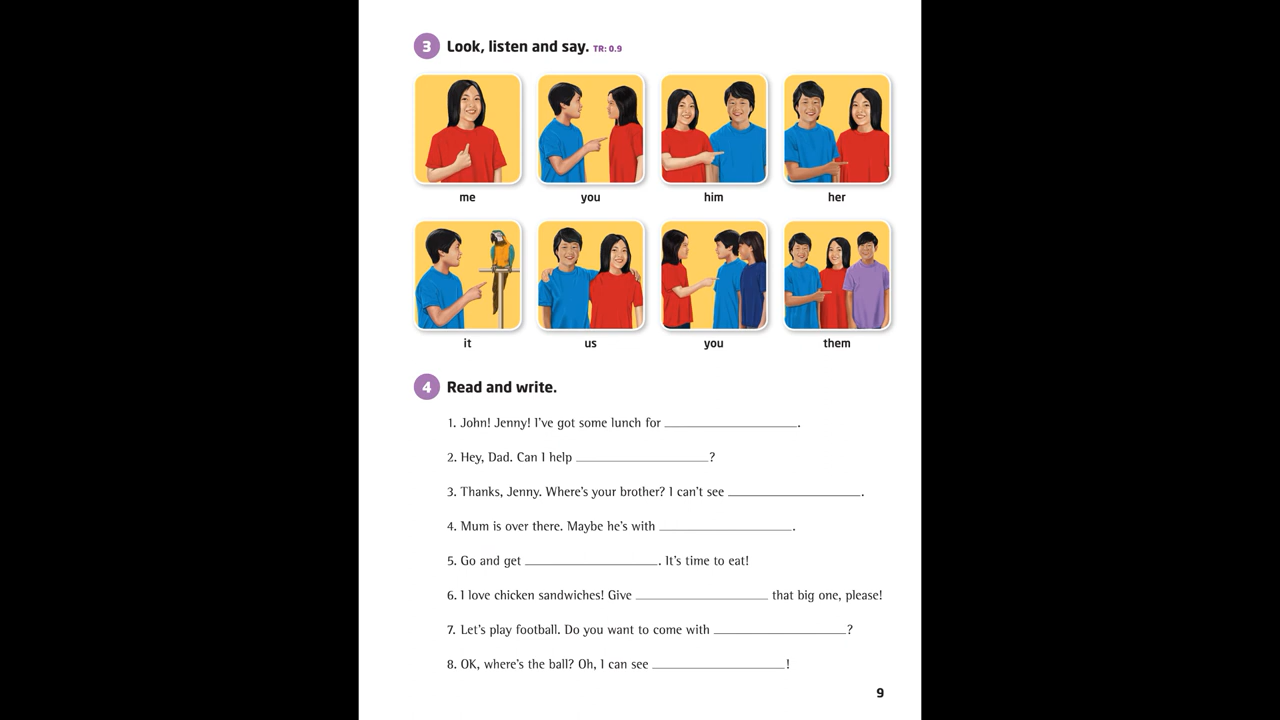 3 Look, listen and say. TR: 0.9
me you him her
it us you them
4 Read and write.
1. John! Jenny! I've got some lunch for ____________________.
2. Hey, Dad. Can I help ____________________?
3. Thanks, Jenny. Where's your brother? I can't see ____________________.
4. Mum is over there. Maybe he's with ____________________.
5. Go and get ____________________. It's time to eat!
6. I love chicken sandwiches! Give ____________________ that big one, please!
7. Let's play football. Do you want to come with ____________________?
8. OK, where's the ball? Oh, I can see ____________________!
9